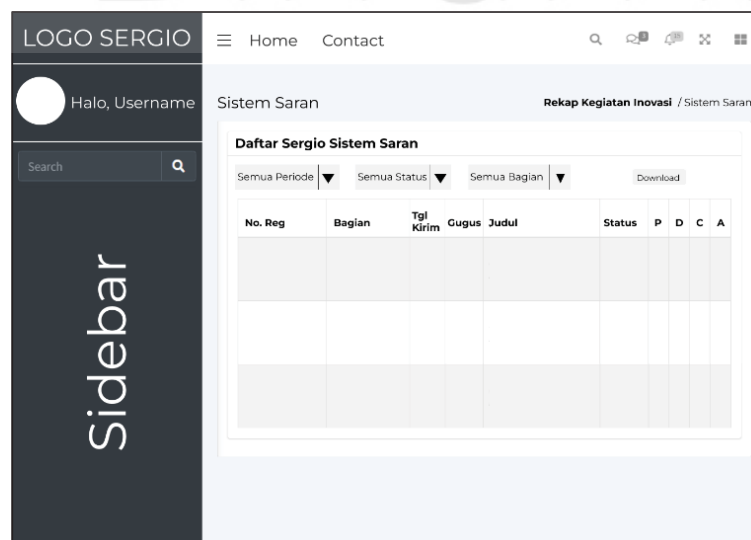 LOGO SERGIO
Home Contact
Halo, Username
Search
Sidebar
Sistem Saran
Rekap Kegiatan Inovasi / Sistem Saran
Daftar Sergio Sistem Saran
Semua Periode Semua Status Semua Bagian Download
No. Reg Bagian Tgl Kirim Gugus Judul Status P D C A